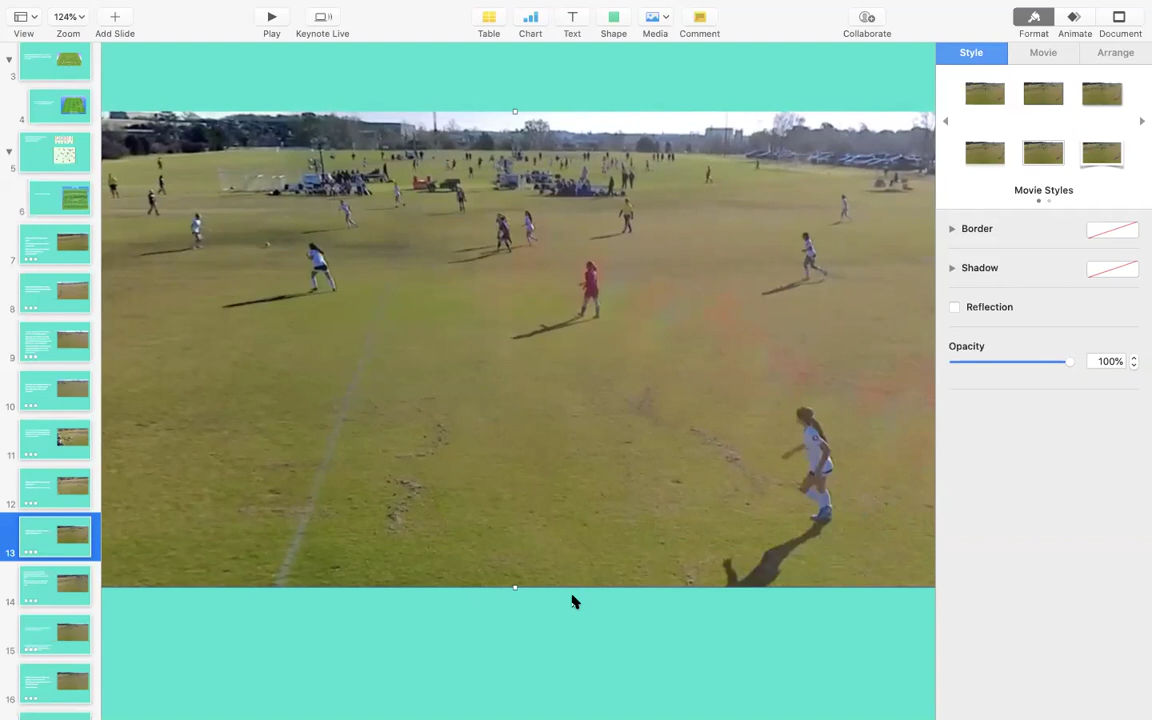 124%
View
Zoom
Add Slide
Play
Keynote Live
Table
Chart
Text
Shape
Media
Comment
Collaborate
Format
Animate
Document
Style
Movie
Arrange
Movie Styles
Border
Shadow
Reflection
Opacity
100%
3
4
5
6
7
8
9
10
11
12
13
14
15
16